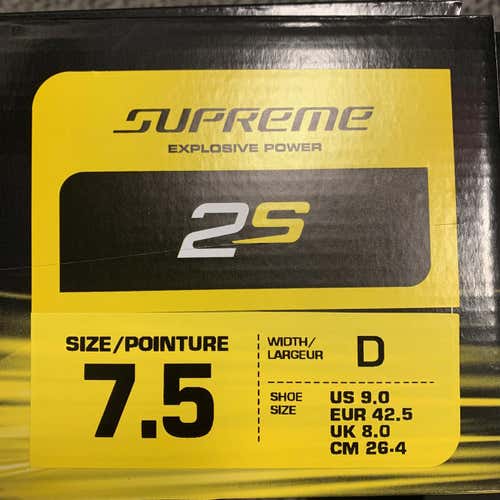 SUPREME
EXPLOSIVE POWER
2S
SIZE/POINTURE
7.5
WIDTH/
LARGEUR
D
SHOE
SIZE
US 9.0
EUR 42.5
UK 8.0
CM 26.4